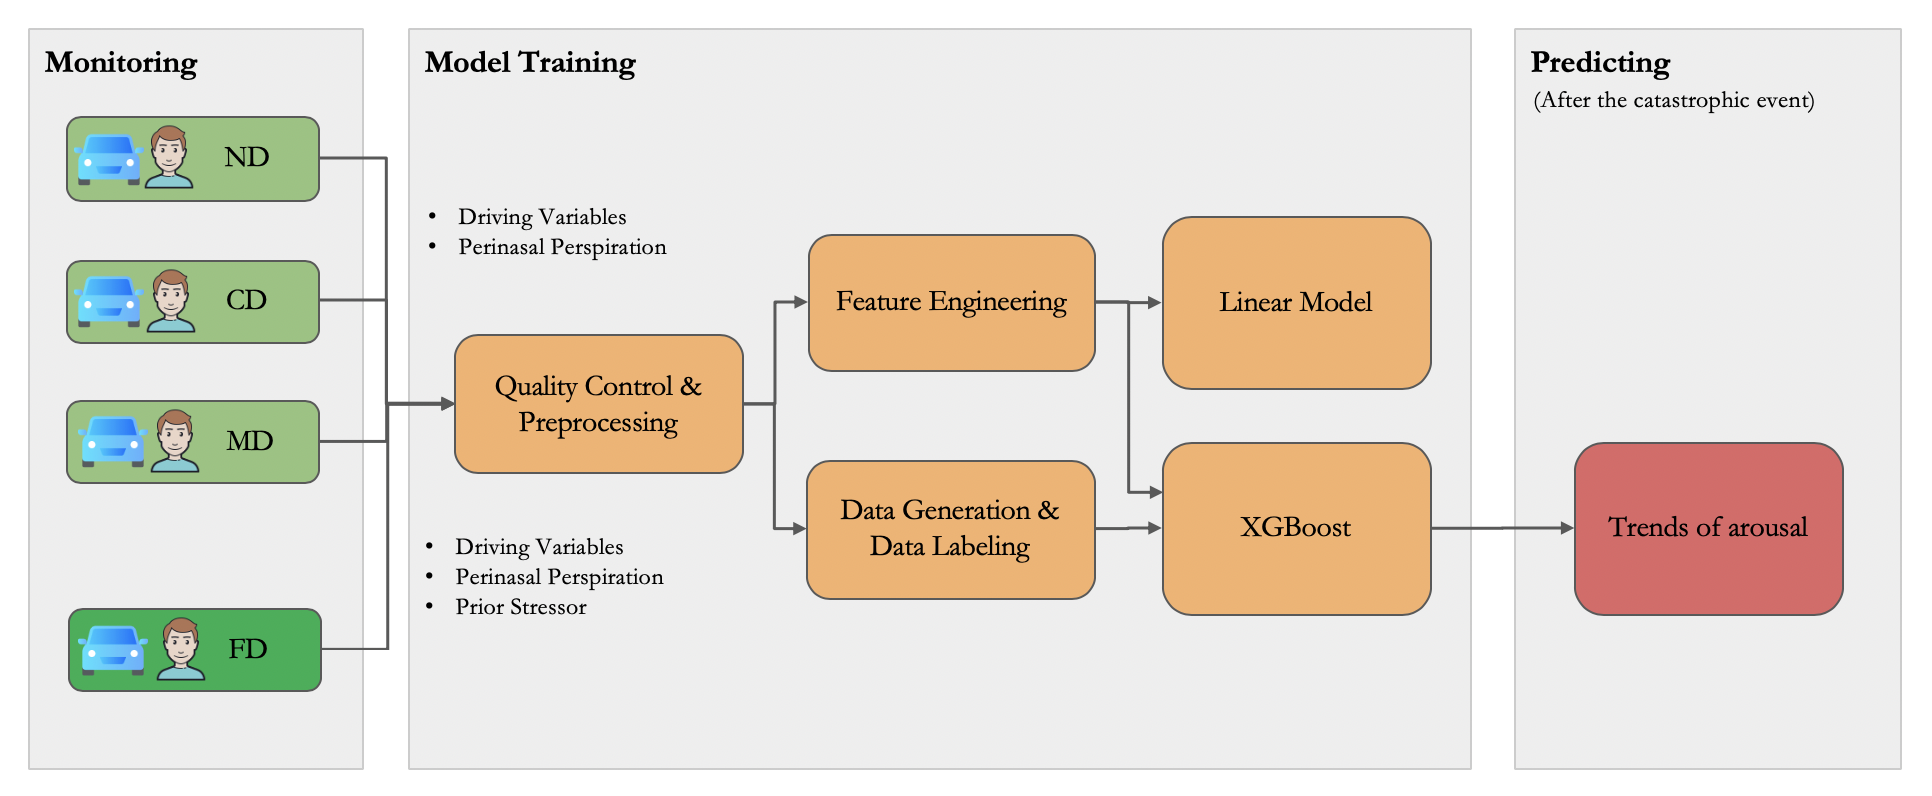 Monitoring
ND
CD
MD
FD
Model Training
• Driving Variables
• Perinasal Perspiration
Quality Control &
Preprocessing
• Driving Variables
• Perinasal Perspiration
• Prior Stressor
Feature Engineering
Data Generation &
Data Labeling
Linear Model
XGBoost
Predicting
(After the catastrophic event)
Trends of arousal